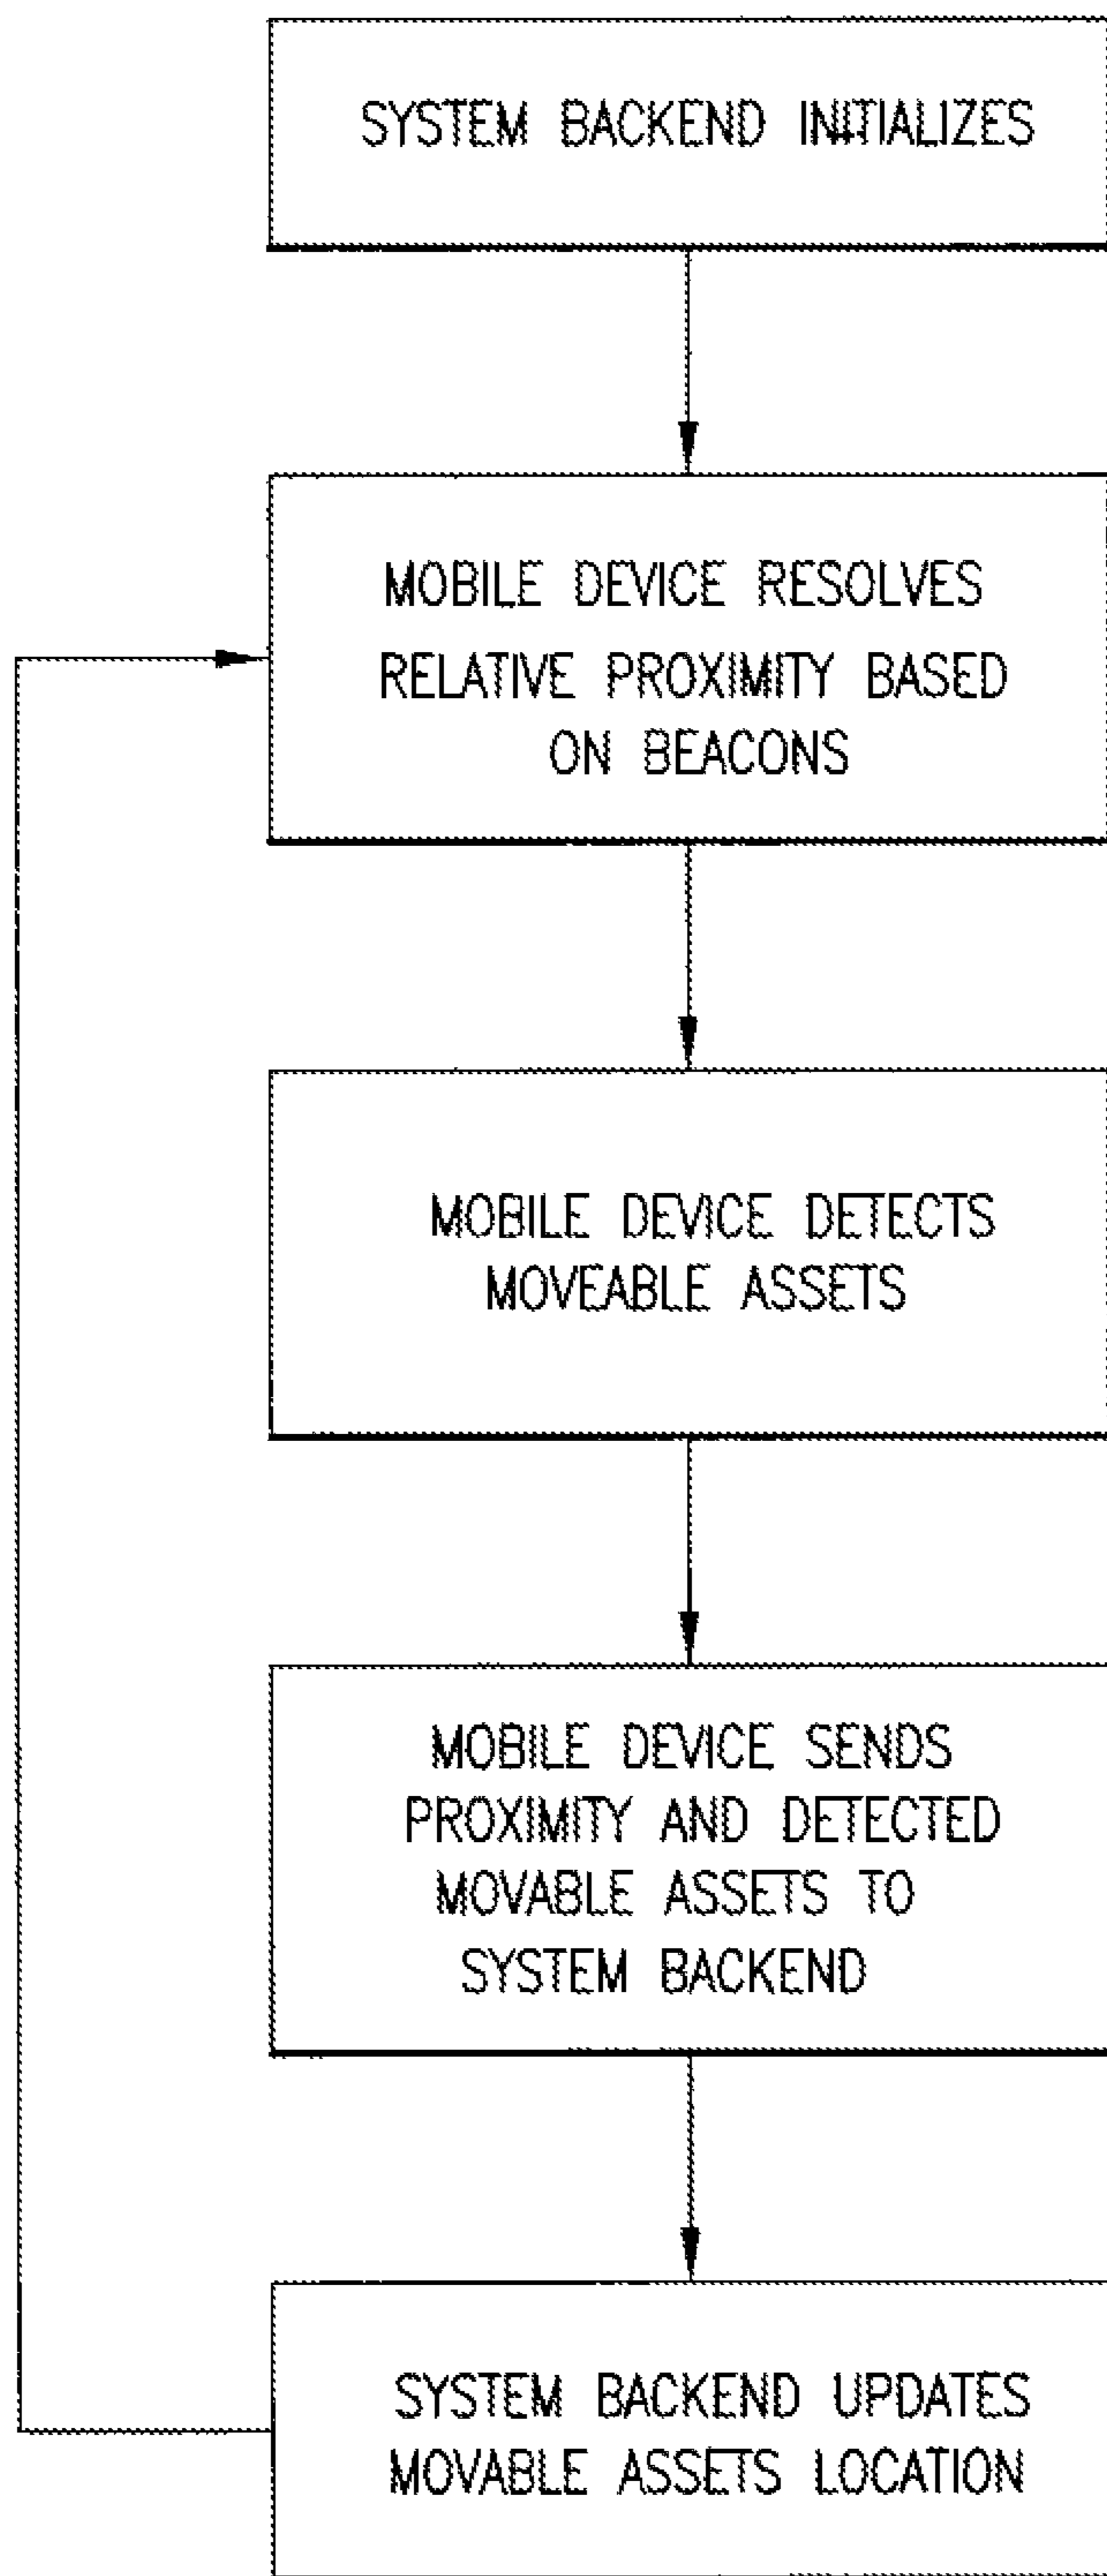 SYSTEM BACKEND INITIALIZES
MOBILE DEVICE RESOLVES
RELATIVE PROXIMITY BASED
ON BEACONS
MOBILE DEVICE DETECTS
MOVEABLE ASSETS
MOBILE DEVICE SENDS
PROXIMITY AND DETECTED
MOVABLE ASSETS TO
SYSTEM BACKEND
SYSTEM BACKEND UPDATES
MOVABLE ASSETS LOCATION